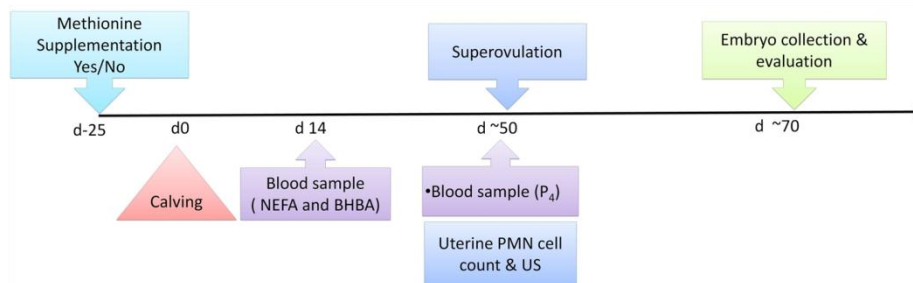 Methionine
Supplementation
Yes/No
Superovulation
Embryo collection &
evaluation
d-25
d0
d 14
d ~50
d ~70
Calving
Blood sample
( NEFA and BHBA)
•Blood sample (P₄)
Uterine PMN cell
count & US